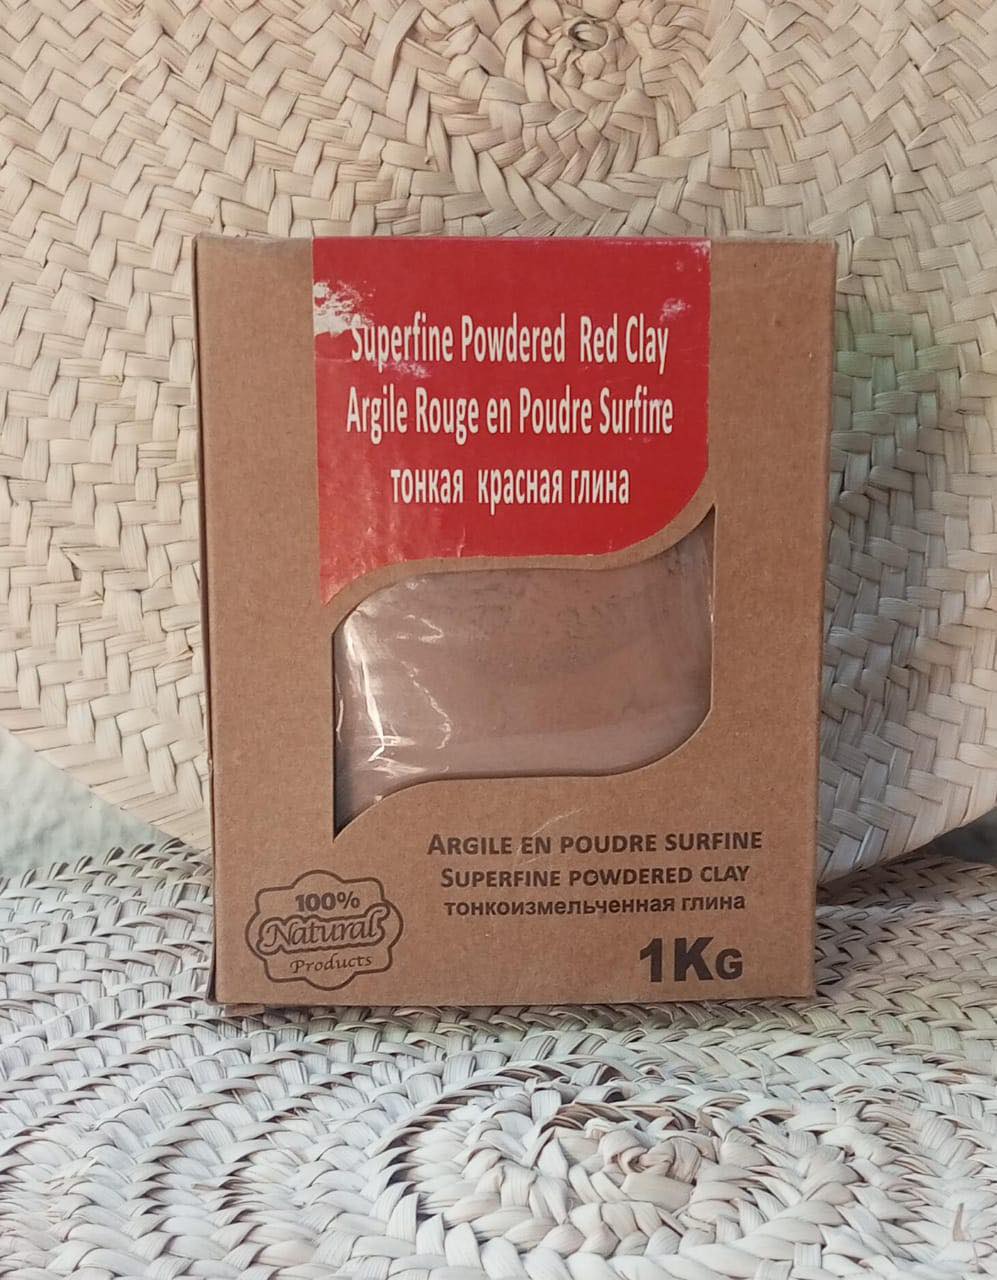 Superfine Powdered Red Clay
Argile Rouge en Poudre Surfine
тонкая красная глина
ARGILE EN POUDRE SURFINE
SUPERFINE POWDERED CLAY
тонкоизмельченная глина
100%
Natural
Products
1KG